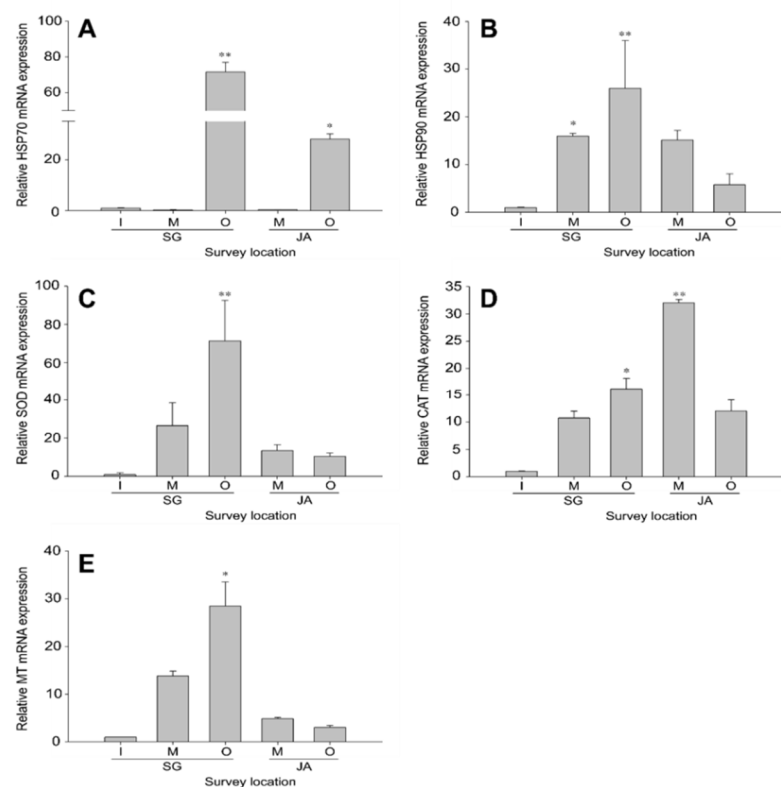 A
Relative HSP70 mRNA expression
100
80
60
20
0
**
*
I M O M O
SG JA
Survey location
B
Relative HSP90 mRNA expression
40
30
20
10
0
*
**
I M O M O
SG JA
Survey location
C
Relative SOD mRNA expression
100
80
60
40
20
0
**
I M O M O
SG JA
Survey location
D
Relative CAT mRNA expression
35
30
25
20
15
10
5
0
*
**
I M O M O
SG JA
Survey location
E
Relative MT mRNA expression
40
30
20
10
0
*
I M O M O
SG JA
Survey location